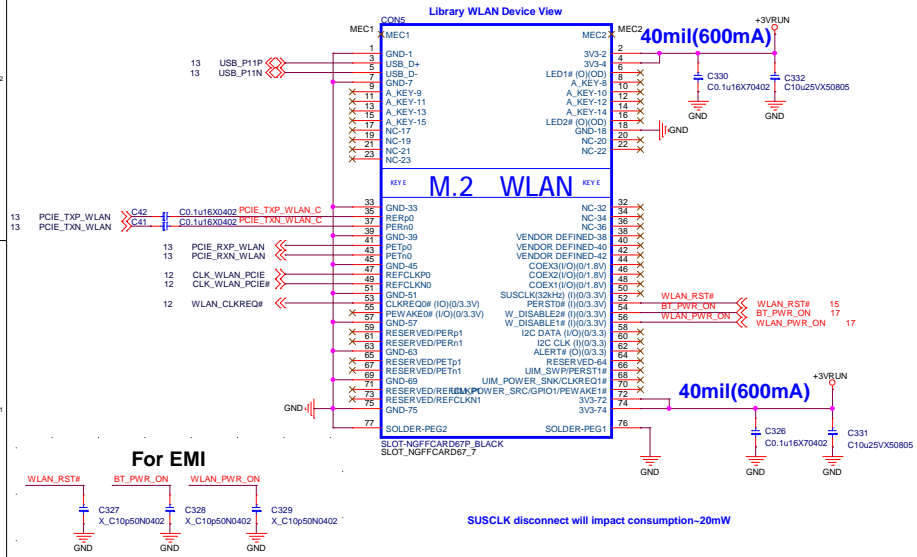 Library WLAN Device View
CON5
MEC1 MEC1
MEC2 MEC2
+3VRUN
40mil(600mA)
1 GND-1
3 USB_D+
5 USB_D-
7 GND-7
9 A_KEY-9
11 A_KEY-11
13 A_KEY-13
15 A_KEY-15
17 NC-17
19 NC-19
21 NC-21
23 NC-23
13 USB_P11P
13 USB_P11N
3V3-2 2
3V3-4 4
LED1# (O)(OD) 6
A_KEY-8 8
A_KEY-10 10
A_KEY-12 12
A_KEY-14 14
LED2# (O)(OD) 16
GND-18 18
NC-20 20
NC-22 22
GND
C330
C0.1u16X70402
GND
C332
C10u25VX50805
GND
KEY E M.2 WLAN KEY E
33 GND-33
35 RERp0
37 PERn0
39 GND-39
41 PETp0
43 PETn0
45 GND-45
47 REFCLKP0
49 REFCLKN0
51 GND-51
53 CLKREQ0# (I/O)(0/3.3V)
55 PEWAKE0# (I/O)(0/3.3V)
57 GND-57
59 RESERVED/PERp1
61 RESERVED/PERn1
63 GND-63
65 RESERVED/PETp1
67 RESERVED/PETn1
69 GND-69
71
73 RESERVED/REFCLKN1
75 GND-75
77 SOLDER-PEG2
13 PCIE_TXP_WLAN C42 C0.1u16X0402 PCIE_TXP_WLAN_C
13 PCIE_TXN_WLAN C41 C0.1u16X0402 PCIE_TXN_WLAN_C
13 PCIE_RXP_WLAN
13 PCIE_RXN_WLAN
12 CLK_WLAN_PCIE
12 CLK_WLAN_PCIE#
12 WLAN_CLKREQ#
GND
NC-32 32
NC-34 34
NC-36 36
VENDOR DEFINED-38 38
VENDOR DEFINED-40 40
VENDOR DEFINED-42 42
COEX3(I/O)(0/1.8V) 44
COEX2(I/O)(0/1.8V) 46
COEX1(I/O)(0/1.8V) 48
SUSCLK(32kHz) (I)(0/3.3V) 50
PERST0# (I)(0/3.3V) 52
W_DISABLE2# (I)(0/3.3V) 54
W_DISABLE1# (I)(0/3.3V) 56
I2C DATA (I/O)(0/3.3) 58
I2C CLK (I)(0/3.3) 60
ALERT# (O)(0/3.3) 62
RESERVED-64 64
UIM_SWP/PERST1# 66
UIM_POWER_SNK/CLKREQ1# 68
POWER_SRC/GPIO1/PEWAKE1# 70
3V3-72 72
3V3-74 74
SOLDER-PEG1 76
WLAN_RST# WLAN_RST# 15
BT_PWR_ON BT_PWR_ON 17
WLAN_PWR_ON WLAN_PWR_ON 17
+3VRUN
40mil(600mA)
C326
C0.1u16X70402
GND
C331
C10u25VX50805
GND
GND
SLOT-NGFFCARD67P_BLACK
SLOT_NGFFCARD67_7
For EMI
WLAN_RST# BT_PWR_ON WLAN_PWR_ON
C327
X_C10p50N0402
GND
C328
X_C10p50N0402
GND
C329
X_C10p50N0402
GND
SUSCLK disconnect will impact consumption~20mW
2
1